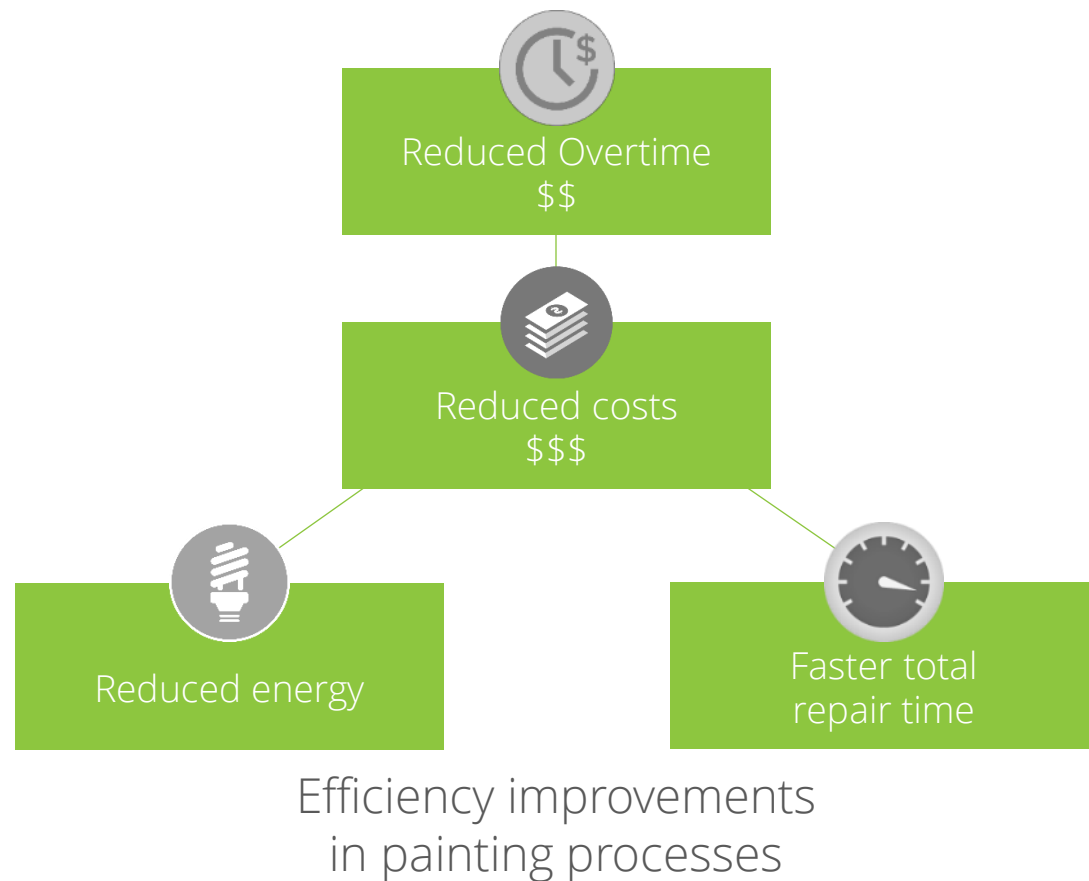 $
Reduced Overtime
$$
Reduced costs
$$$
Reduced energy
Faster total
repair time
Efficiency improvements
in painting processes